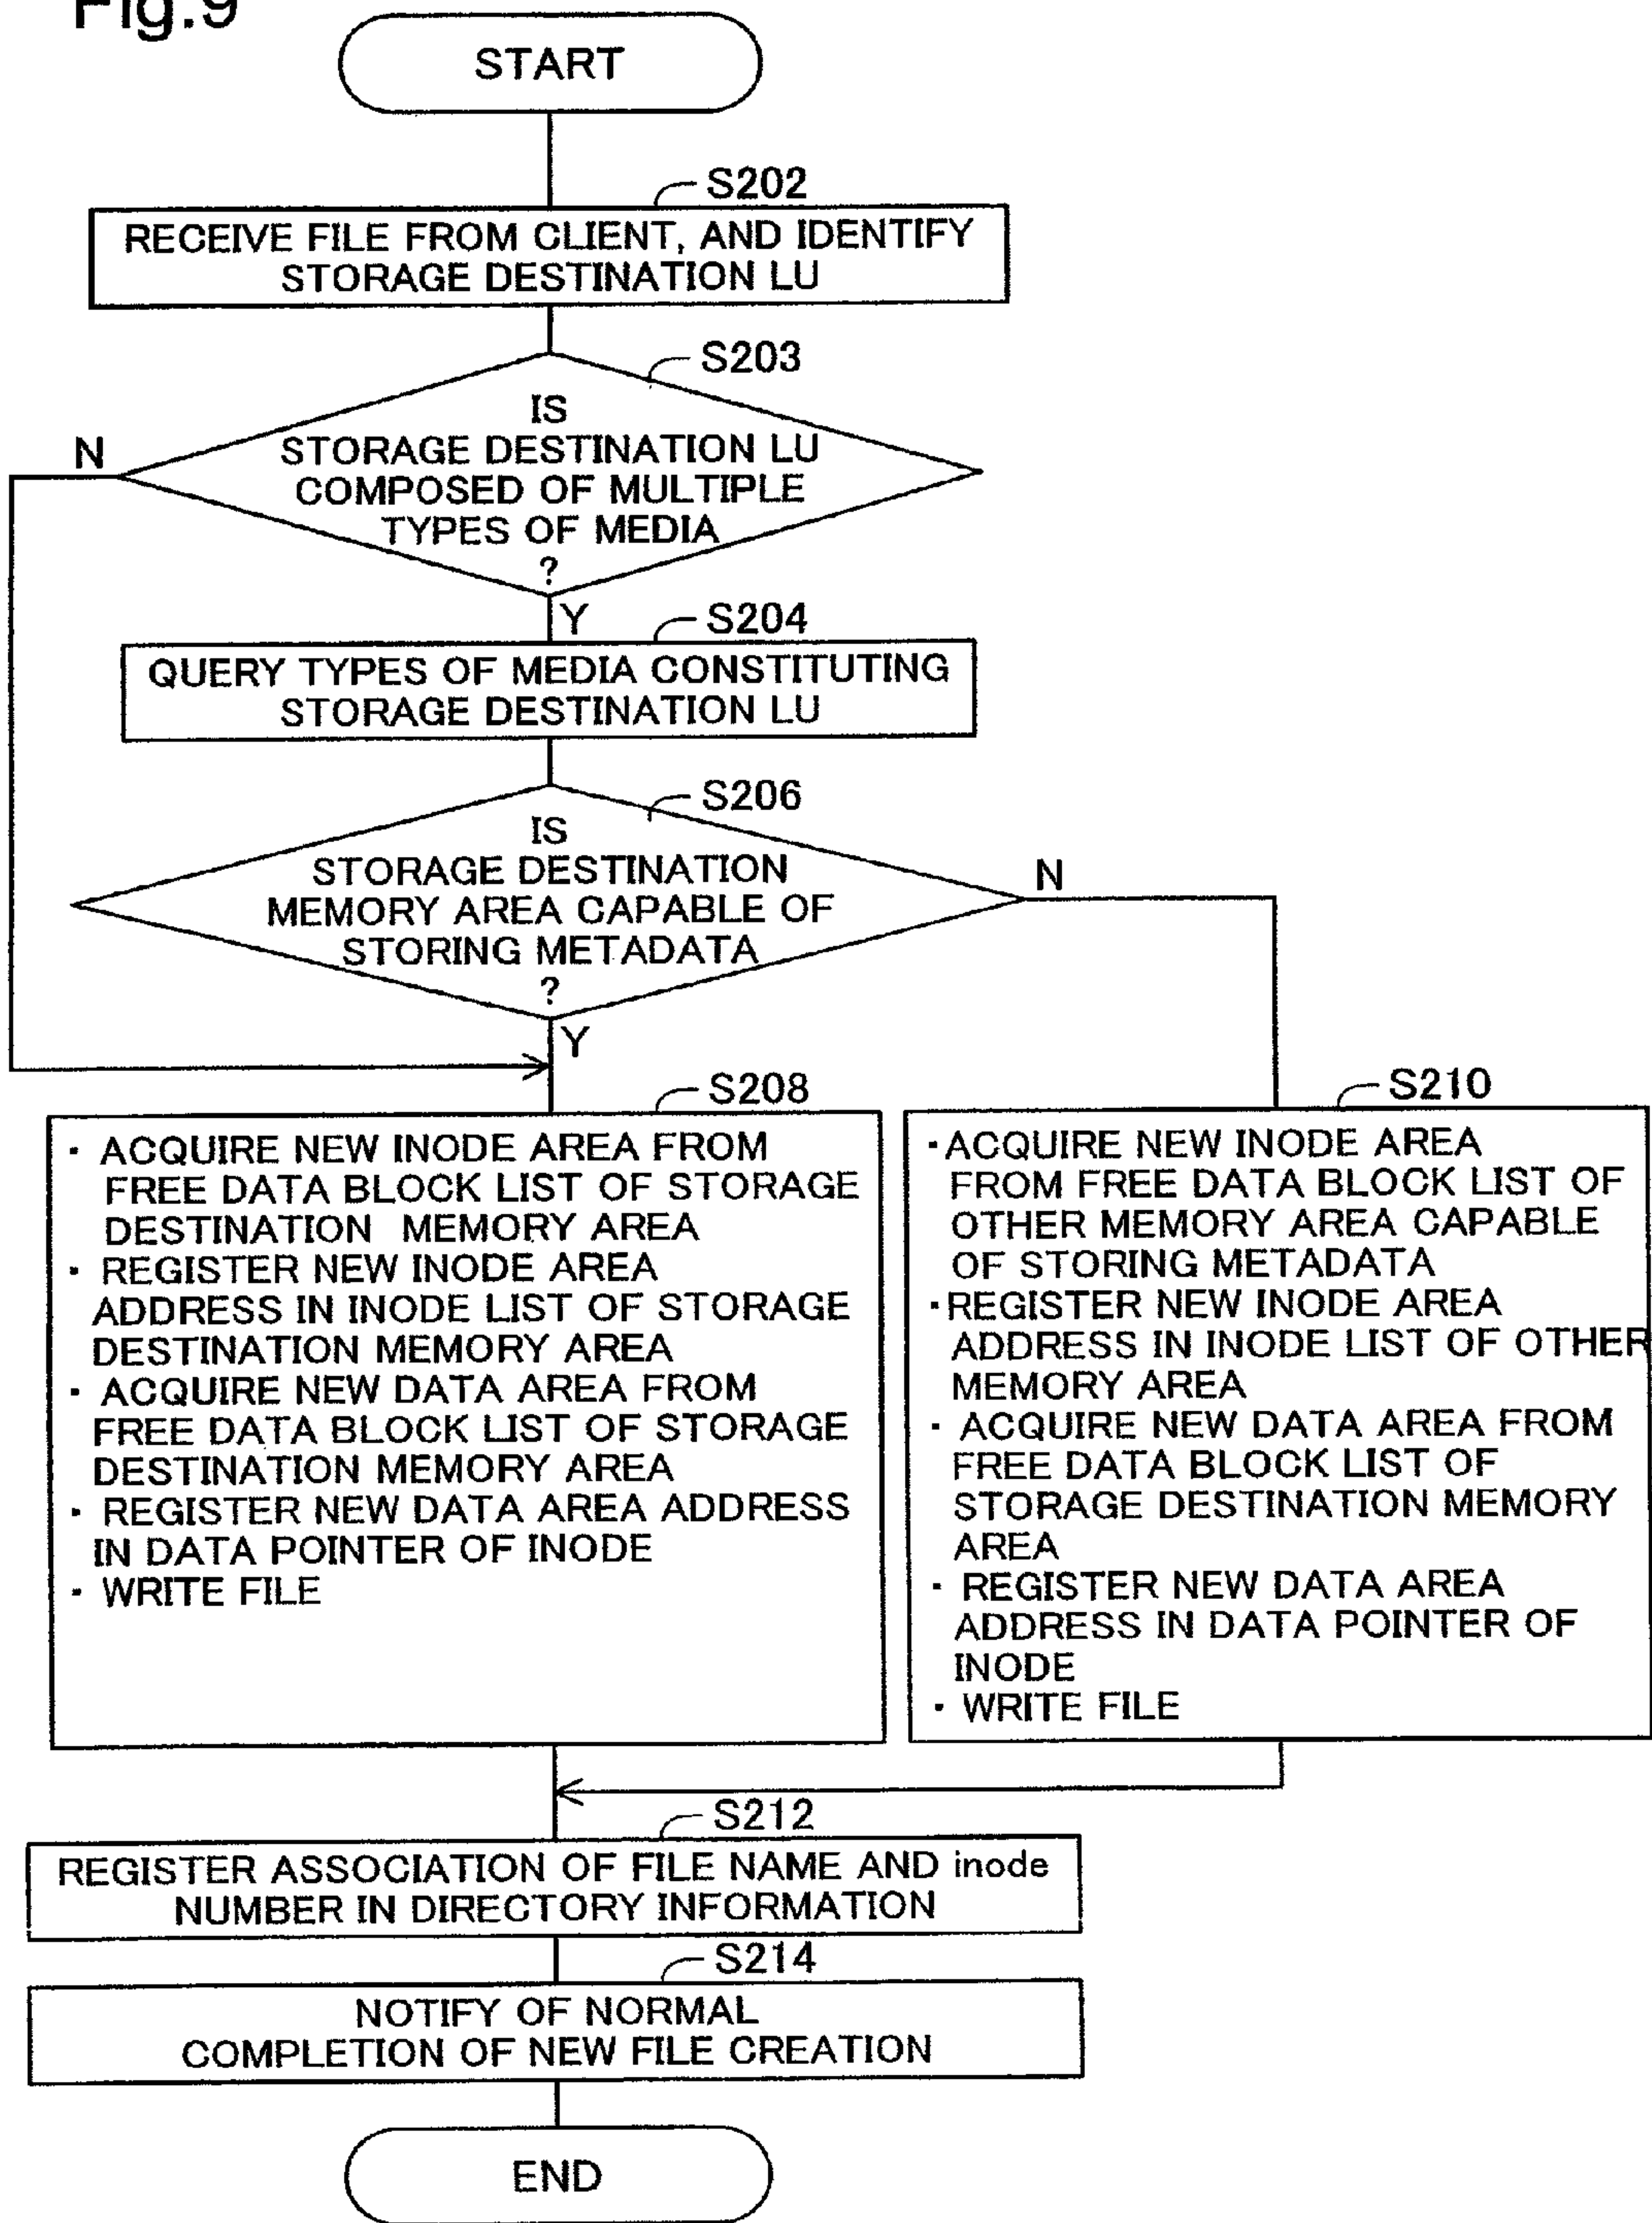 Fig.9
START
S202
RECEIVE FILE FROM CLIENT, AND IDENTIFY
STORAGE DESTINATION LU
S203
IS
STORAGE DESTINATION LU
COMPOSED OF MULTIPLE
TYPES OF MEDIA
?
N
Y
S204
QUERY TYPES OF MEDIA CONSTITUTING
STORAGE DESTINATION LU
S206
IS
STORAGE DESTINATION
MEMORY AREA CAPABLE OF
STORING METADATA
?
N
Y
S208
・ ACQUIRE NEW INODE AREA FROM
FREE DATA BLOCK LIST OF STORAGE
DESTINATION MEMORY AREA
・ REGISTER NEW INODE AREA
ADDRESS IN INODE LIST OF STORAGE
DESTINATION MEMORY AREA
・ ACQUIRE NEW DATA AREA FROM
FREE DATA BLOCK LIST OF STORAGE
DESTINATION MEMORY AREA
・ REGISTER NEW DATA AREA ADDRESS
IN DATA POINTER OF INODE
・ WRITE FILE
S210
・ACQUIRE NEW INODE AREA
FROM FREE DATA BLOCK LIST OF
OTHER MEMORY AREA CAPABLE
OF STORING METADATA
・REGISTER NEW INODE AREA
ADDRESS IN INODE LIST OF OTHER
MEMORY AREA
・ ACQUIRE NEW DATA AREA FROM
FREE DATA BLOCK LIST OF
STORAGE DESTINATION MEMORY
AREA
・ REGISTER NEW DATA AREA
ADDRESS IN DATA POINTER OF
INODE
・ WRITE FILE
S212
REGISTER ASSOCIATION OF FILE NAME AND inode
NUMBER IN DIRECTORY INFORMATION
S214
NOTIFY OF NORMAL
COMPLETION OF NEW FILE CREATION
END